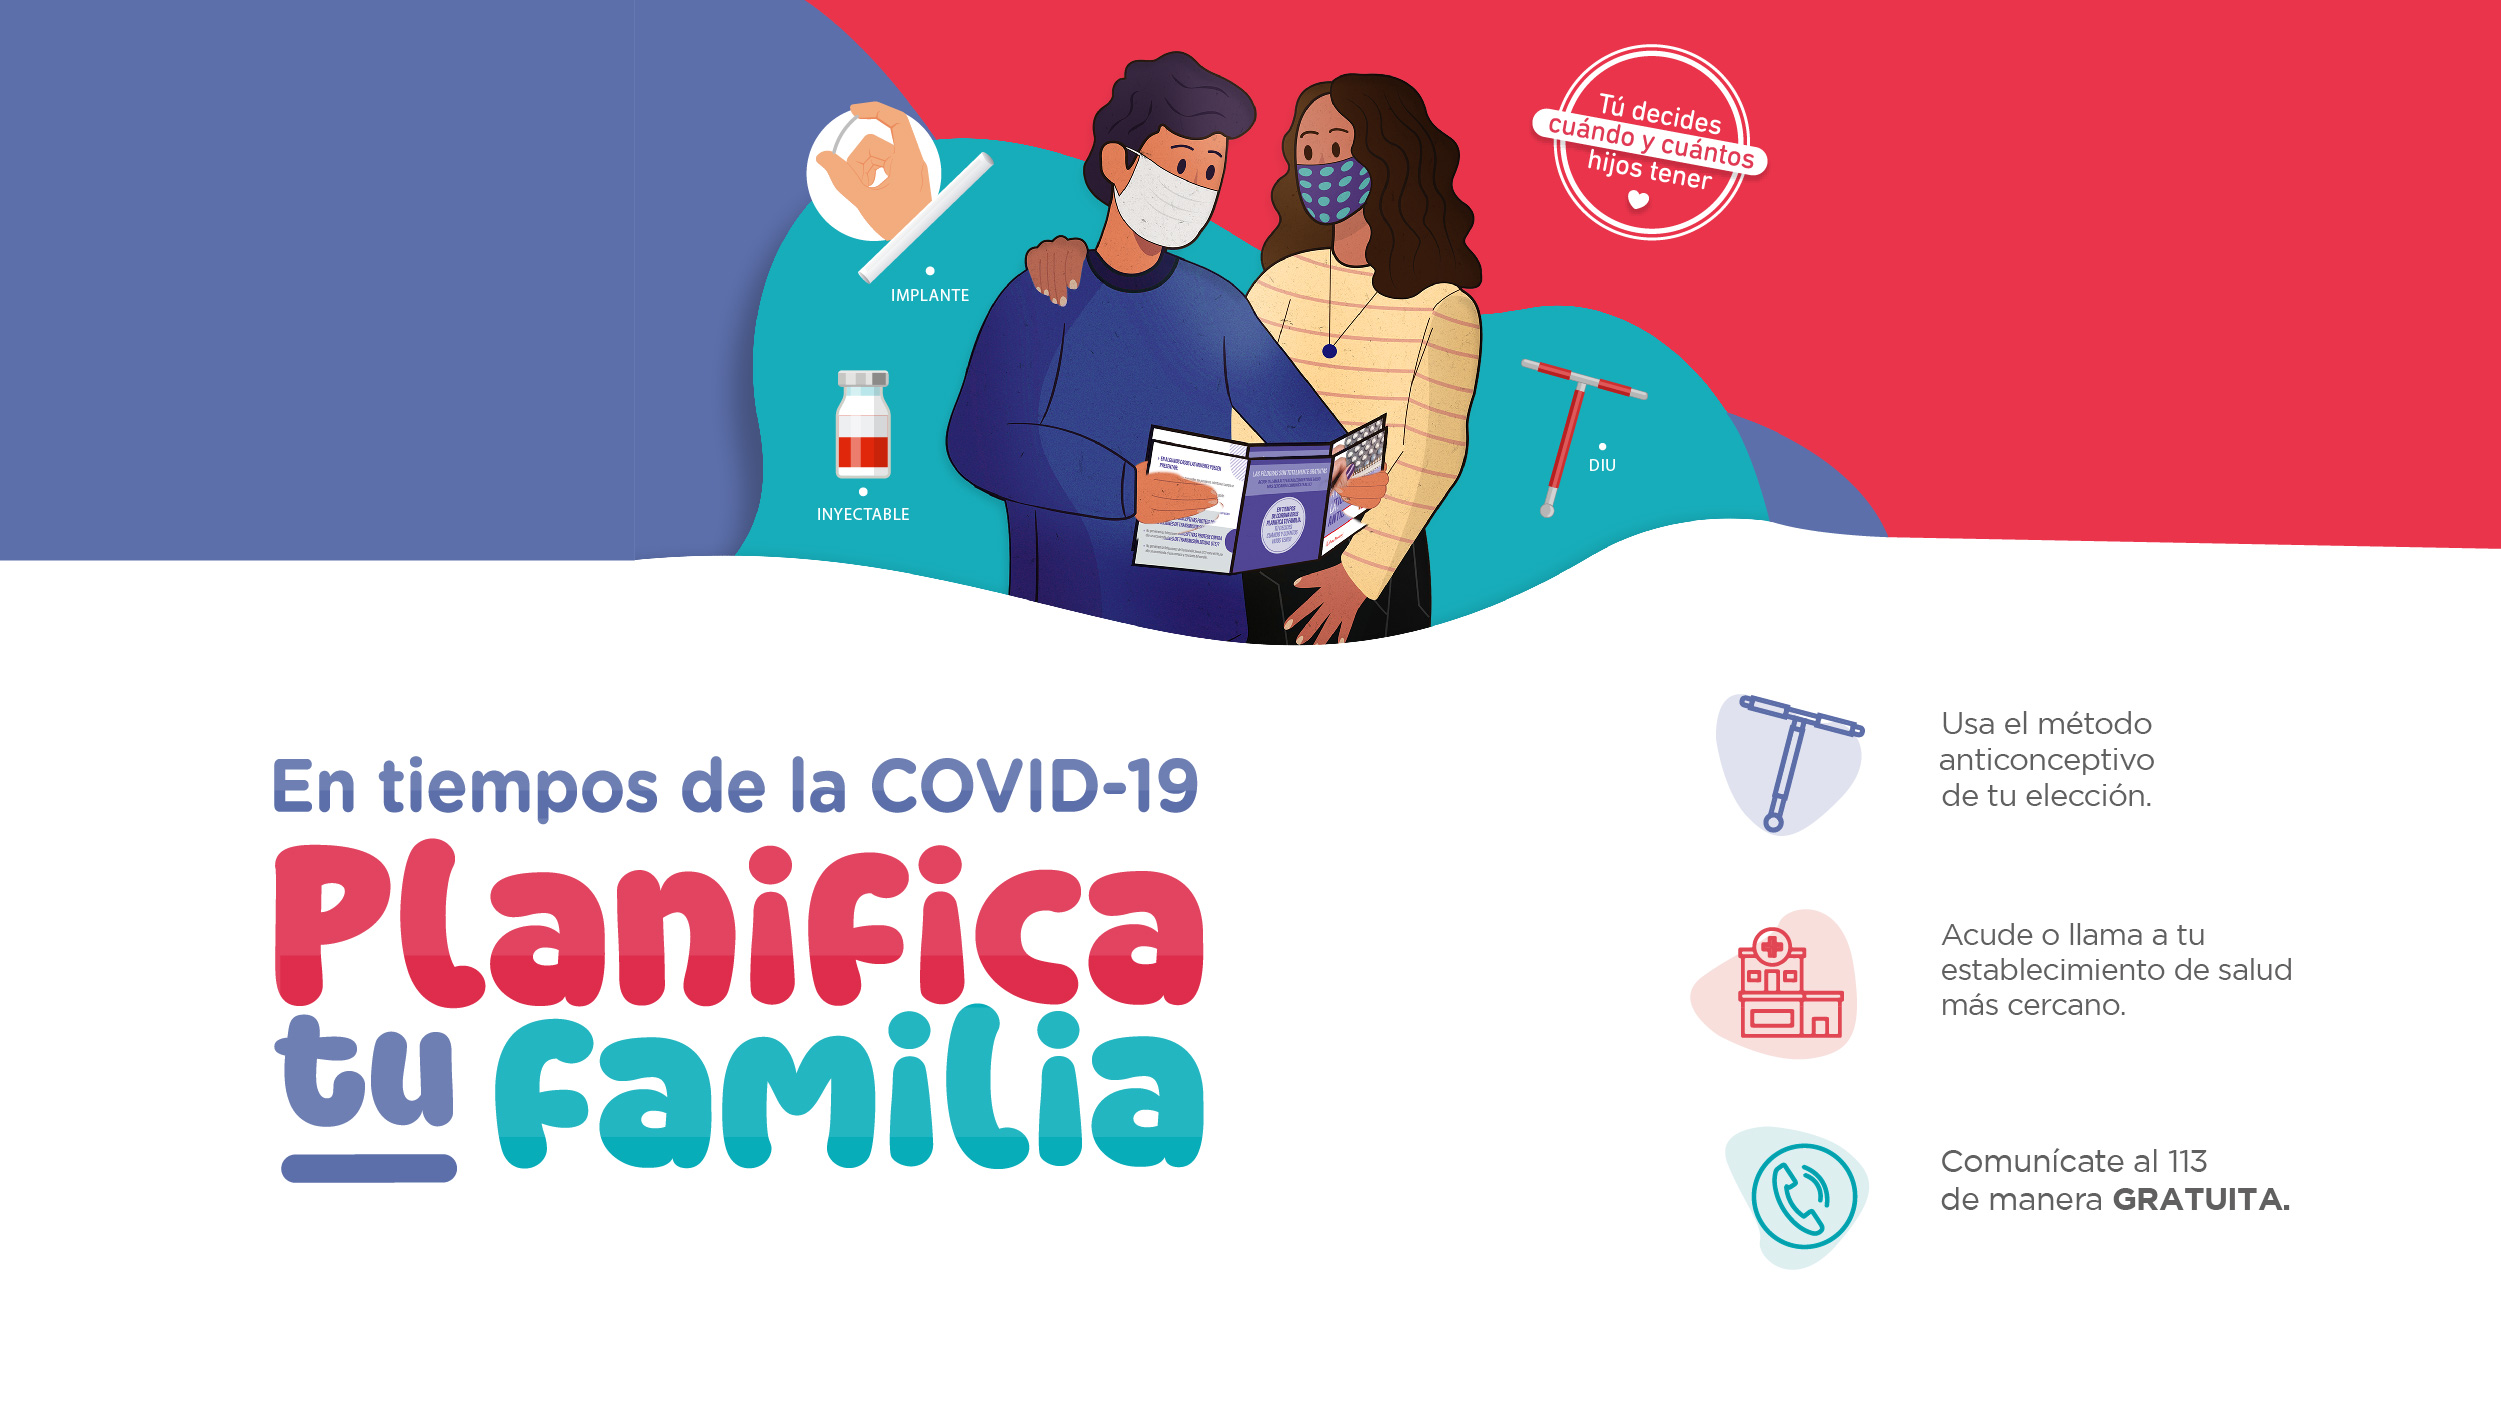 Tú decides
cuándo y cuántos
hijos tener
IMPLANTE
INYECTABLE
DIU
En tiempos de la COVID-19
Planifica
tu familia
Usa el método
anticonceptivo
de tu elección.
Acude o llama a tu
establecimiento de salud
más cercano.
Comunícate al 113
de manera GRATUITA.